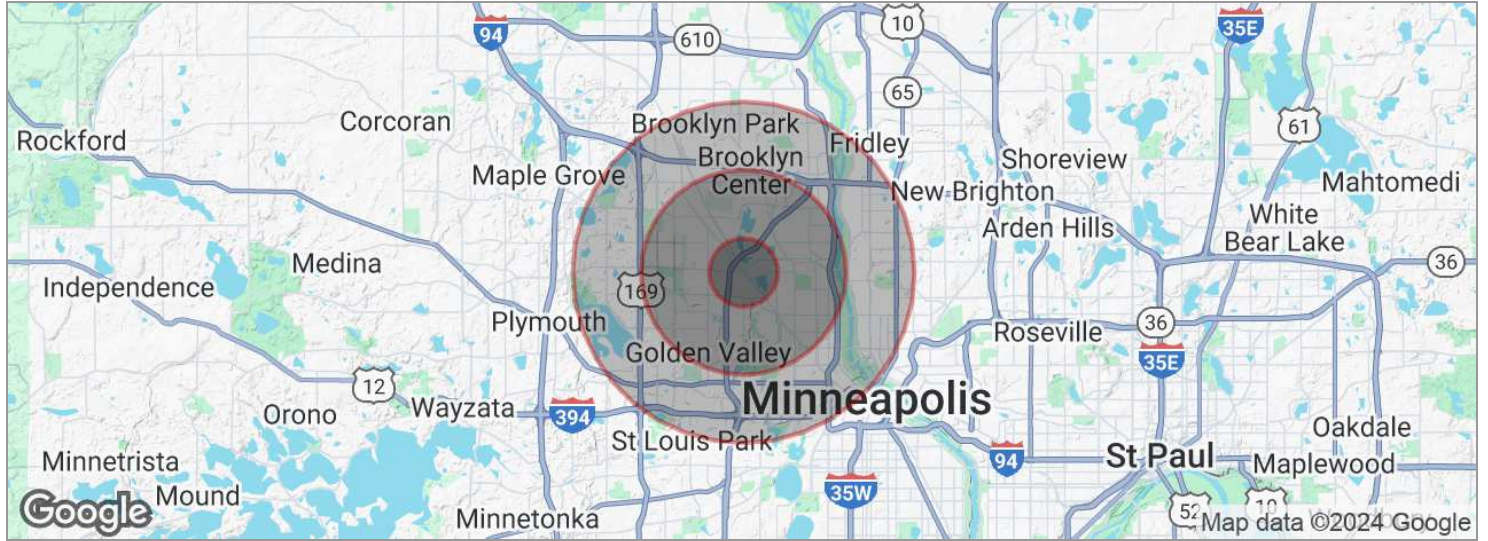 94
610
10
35E
65
61
Rockford
Corcoran
Brooklyn Park
Fridley
Brooklyn
Center
Maple Grove
Shoreview
New Brighton
Mahtomedi
Arden Hills
White
Bear Lake
Medina
36
Independence
169
Plymouth
Roseville
36
35E
Golden Valley
12
Orono
Wayzata
394
Minneapolis
St Louis Park
Oakdale
94
St Paul
Maplewood
Minnetrista
Mound
35W
Minnetonka
52
10
Google
Map data ©2024 Google